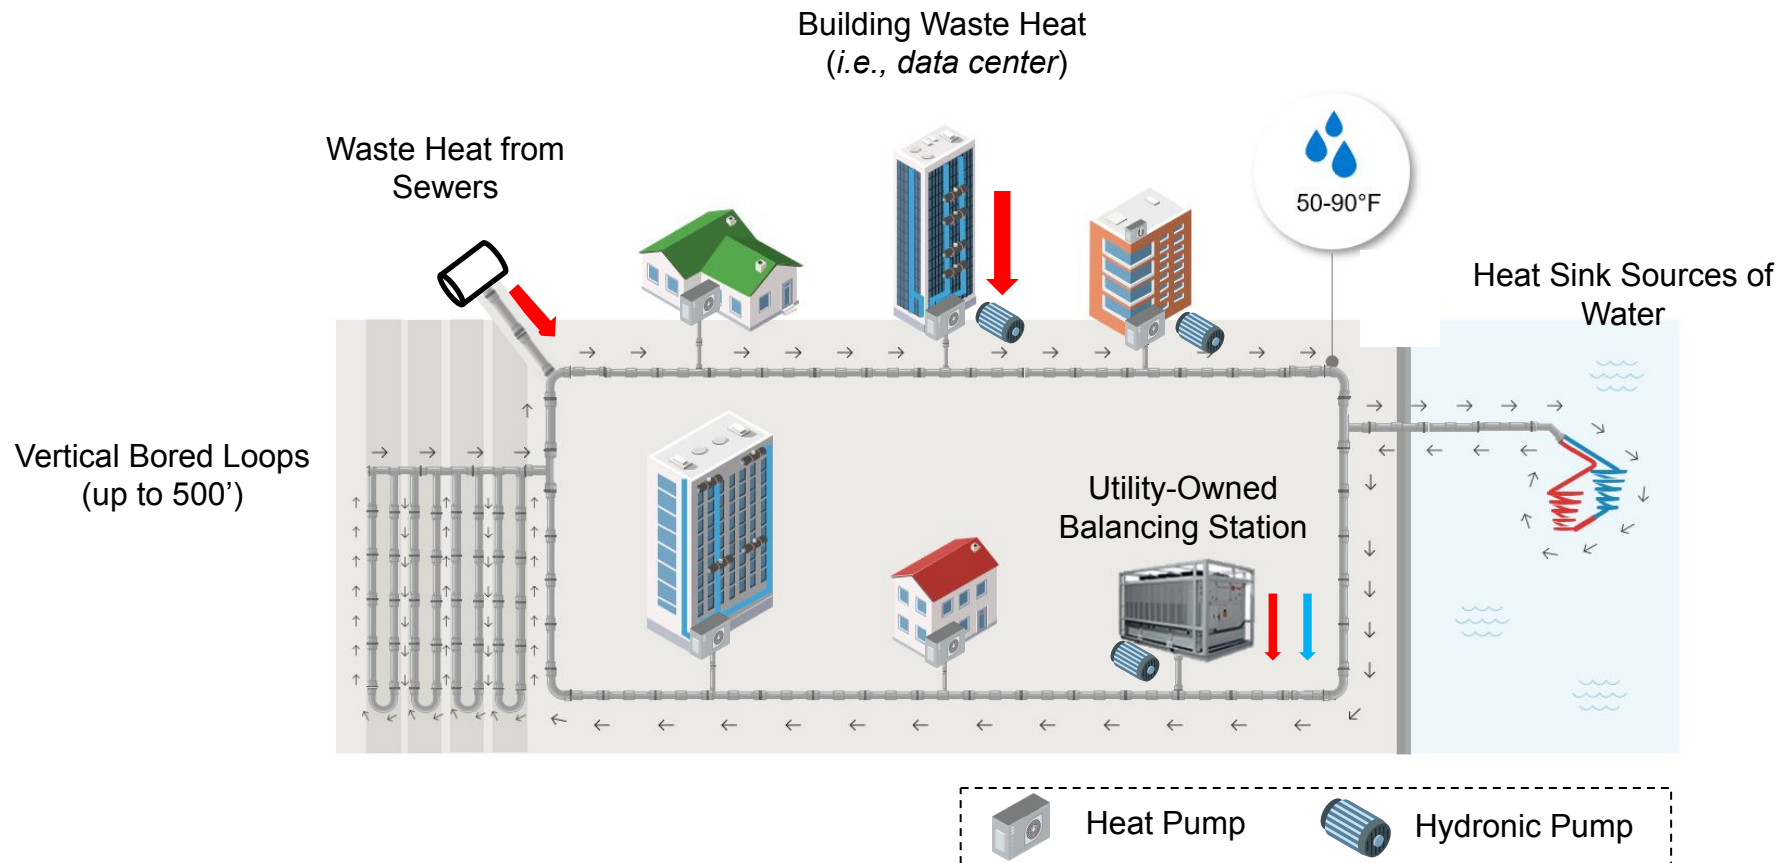 Building Waste Heat
(i.e., data center)
Waste Heat from
Sewers
50-90°F
Heat Sink Sources of
Water
Vertical Bored Loops
(up to 500’)
Utility-Owned
Balancing Station
Heat Pump
Hydronic Pump